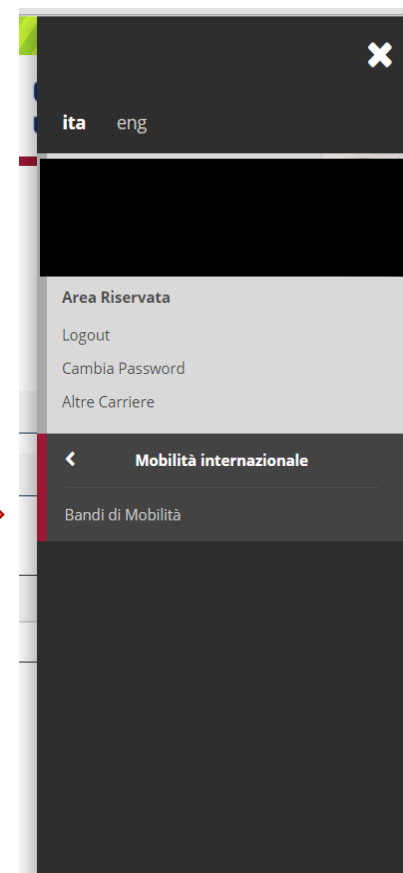 ita eng
Area Riservata
Logout
Cambia Password
Altre Carriere
Mobilità internazionale
Bandi di Mobilità